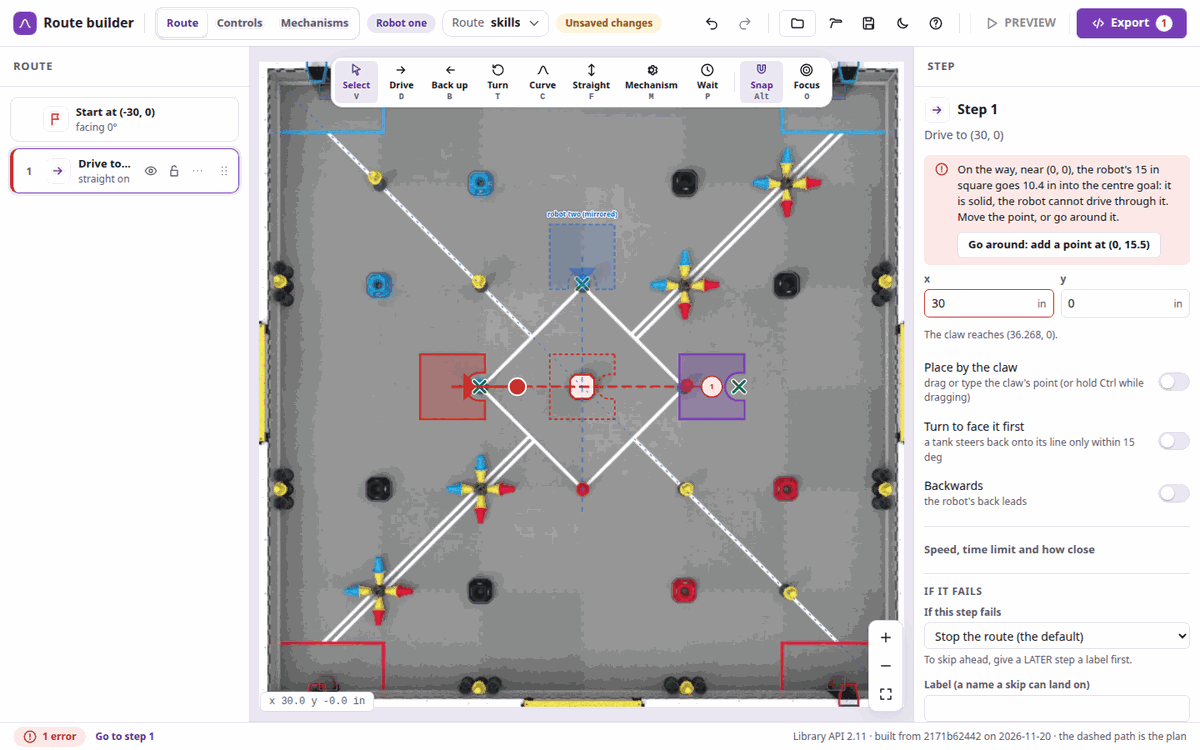 Route builder
Route
Controls
Mechanisms
Robot one
Route skills
Unsaved changes
PREVIEW
Export 1
ROUTE
Start at (-30, 0)
facing 0°
1
Drive to...
straight on
Select
V
Drive
D
Back up
B
Turn
T
Curve
C
Straight
F
Mechanism
M
Wait
P
Snap
Alt
Focus
O
robot two (mirrored)
1
x 30.0 y -0.0 in
STEP
Step 1
Drive to (30, 0)
On the way, near (0, 0), the robot's 15 in
square goes 10.4 in into the centre goal: it
is solid, the robot cannot drive through it.
Move the point, or go around it.
Go around: add a point at (0, 15.5)
x
y
30 in
0 in
The claw reaches (36.268, 0).
Place by the claw
drag or type the claw's point (or hold Ctrl while
dragging)
Turn to face it first
a tank steers back onto its line only within 15
deg
Backwards
the robot's back leads
Speed, time limit and how close
IF IT FAILS
If this step fails
Stop the route (the default)
To skip ahead, give a LATER step a label first.
Label (a name a skip can land on)
1 error
Go to step 1
Library API 2.11 · built from 2171b62442 on 2026-11-20 · the dashed path is the plan